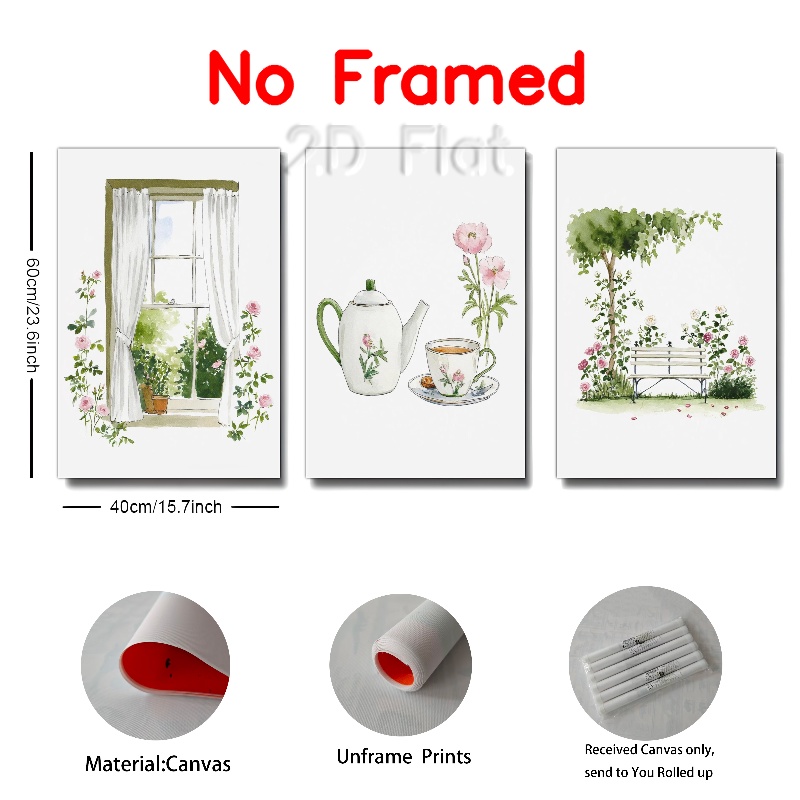 No Framed
2D Flat
60cm/23.6inch
40cm/15.7inch
Material:Canvas
Unframe Prints
Received Canvas only,
send to You Rolled up